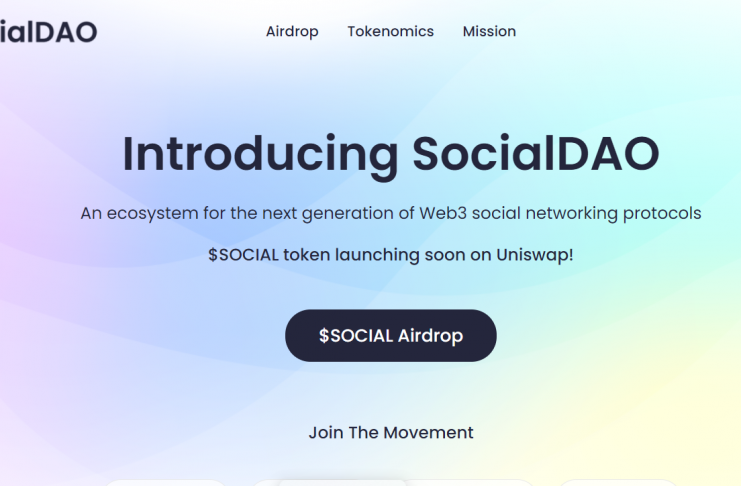 ialDAO
Airdrop Tokenomics Mission
Introducing SocialDAO
An ecosystem for the next generation of Web3 social networking protocols
$SOCIAL token launching soon on Uniswap!
$SOCIAL Airdrop
Join The Movement